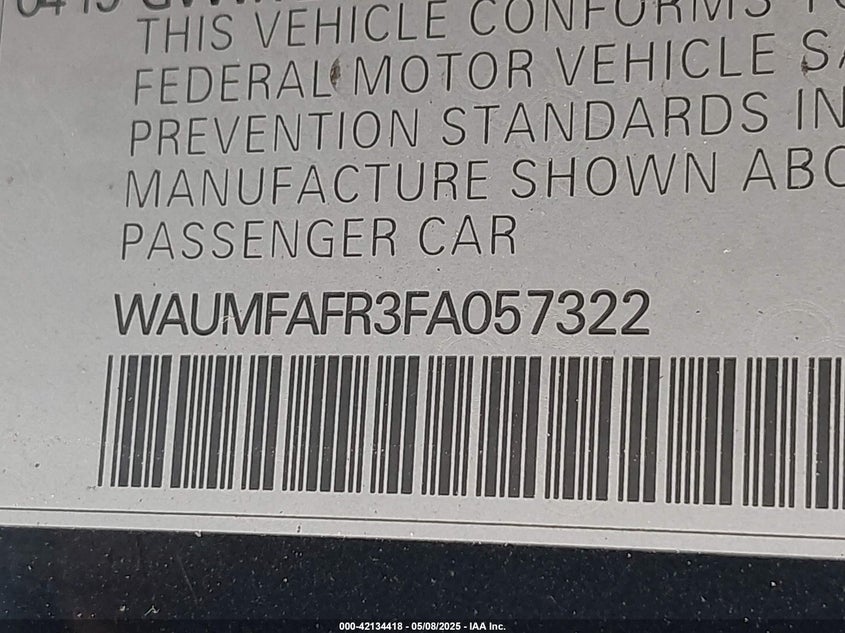 THIS VEHICLE CONFORMS
FEDERAL MOTOR VEHICLE
PREVENTION STANDARDS IN
MANUFACTURE SHOWN
PASSENGER CAR
WAUMFAFR3FA057322
000-42134418 - 05/08/2025 - IAA Inc.